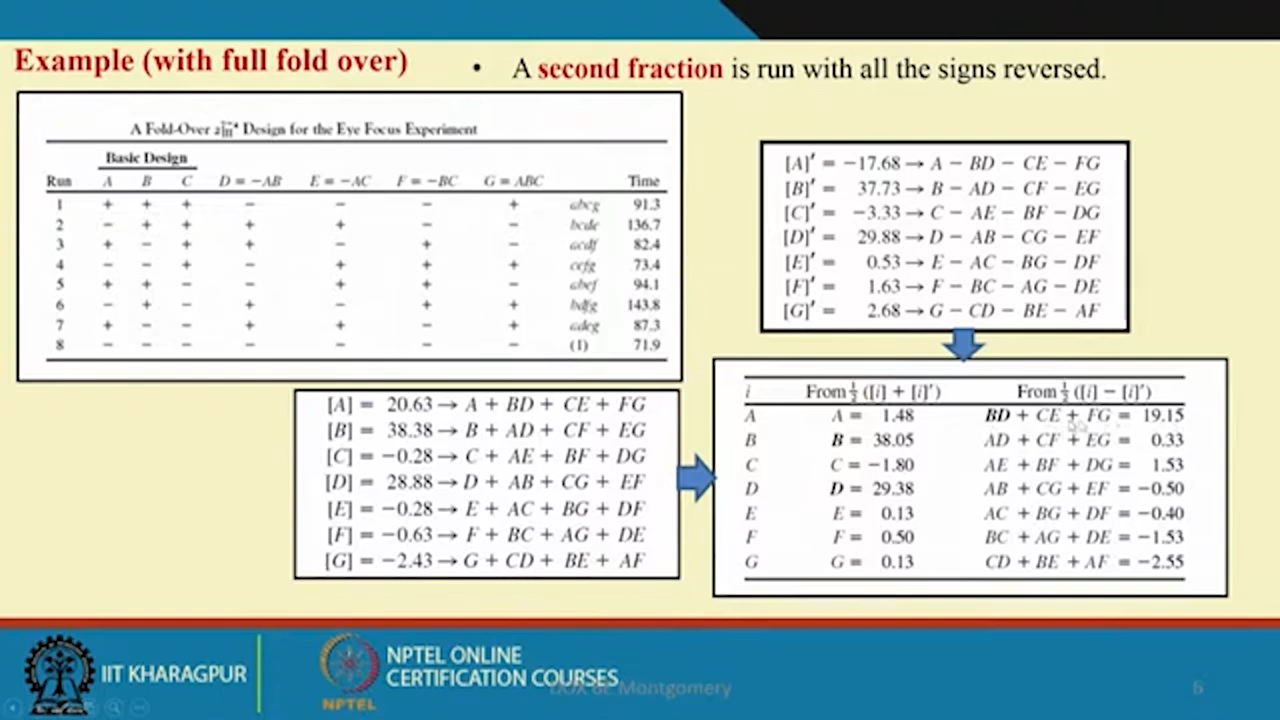 Example (with full fold over)
• A second fraction is run with all the signs reversed.
A Fold-Over 2 7-4 III Design for the Eye Focus Experiment
Basic Design
Run A B C D = −AB E = −AC F = −BC G = ABC Time
1 + + + − − − + abcg 91.3
2 − + + + + − − bcde 136.7
3 + − + + − + − acdf 82.4
4 − − + − + + + cefg 73.4
5 + + − − + + − abef 94.1
6 − + − + − + + bdfg 143.8
7 + − − + + − + adeg 87.3
8 − − − − − − − (1) 71.9
[A]′ = −17.68 → A − BD − CE − FG
[B]′ = 37.73 → B − AD − CF − EG
[C]′ = −3.33 → C − AE − BF − DG
[D]′ = 29.88 → D − AB − CG − EF
[E]′ = 0.53 → E − AC − BG − DF
[F]′ = 1.63 → F − BC − AG − DE
[G]′ = 2.68 → G − CD − BE − AF
[A] = 20.63 → A + BD + CE + FG
[B] = 38.38 → B + AD + CF + EG
[C] = −0.28 → C + AE + BF + DG
[D] = 28.88 → D + AB + CG + EF
[E] = −0.28 → E + AC + BG + DF
[F] = −0.63 → F + BC + AG + DE
[G] = −2.43 → G + CD + BE + AF
i From ½ ([i] + [i]′) From ½ ([i] − [i]′)
A A = 1.48 BD + CE + FG = 19.15
B B = 38.05 AD + CF + EG = 0.33
C C = −1.80 AE + BF + DG = 1.53
D D = 29.38 AB + CG + EF = −0.50
E E = 0.13 AC + BG + DF = −0.40
F F = 0.50 BC + AG + DE = −1.53
G G = 0.13 CD + BE + AF = −2.55
IIT KHARAGPUR
NPTEL
NPTEL ONLINE
CERTIFICATION COURSES
Montgomery
6